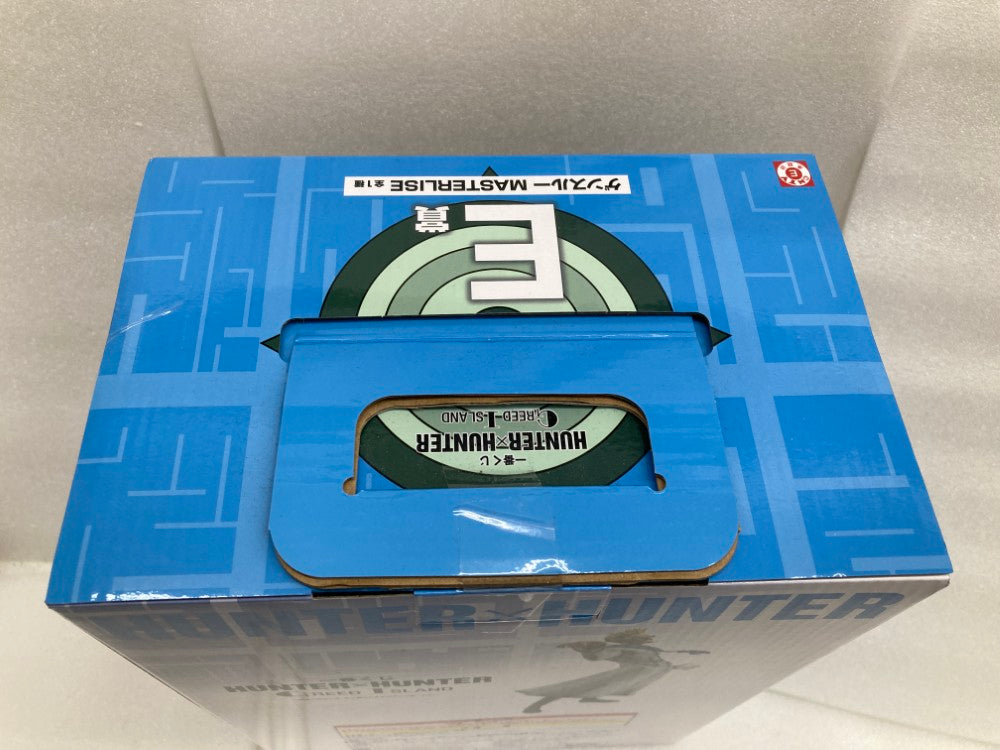 ゲンスルー MASTERLISE 全1種
E賞
E
一番くじ
HUNTER×HUNTER
GREED ISLAND
HUNTER×HUNTER
一番くじ
HUNTER×HUNTER
GREED ISLAND